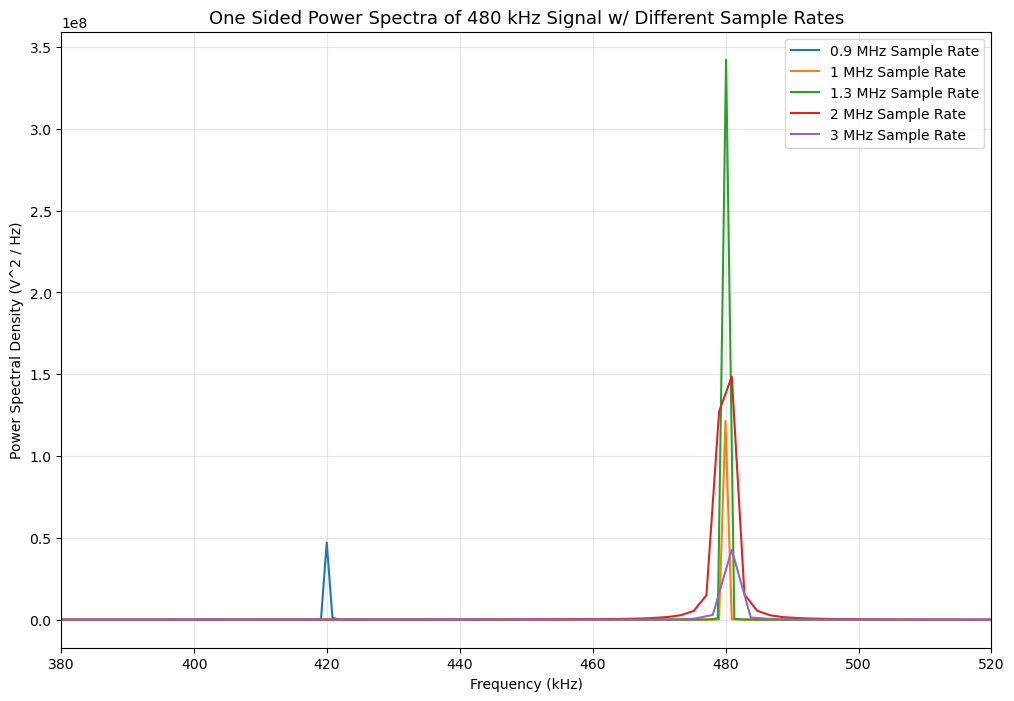 One Sided Power Spectra of 480 kHz Signal w/ Different Sample Rates
1e8
3.5
3.0
2.5
2.0
1.5
1.0
0.5
0.0
Power Spectral Density (V^2 / Hz)
0.9 MHz Sample Rate
1 MHz Sample Rate
1.3 MHz Sample Rate
2 MHz Sample Rate
3 MHz Sample Rate
380 400 420 440 460 480 500 520
Frequency (kHz)